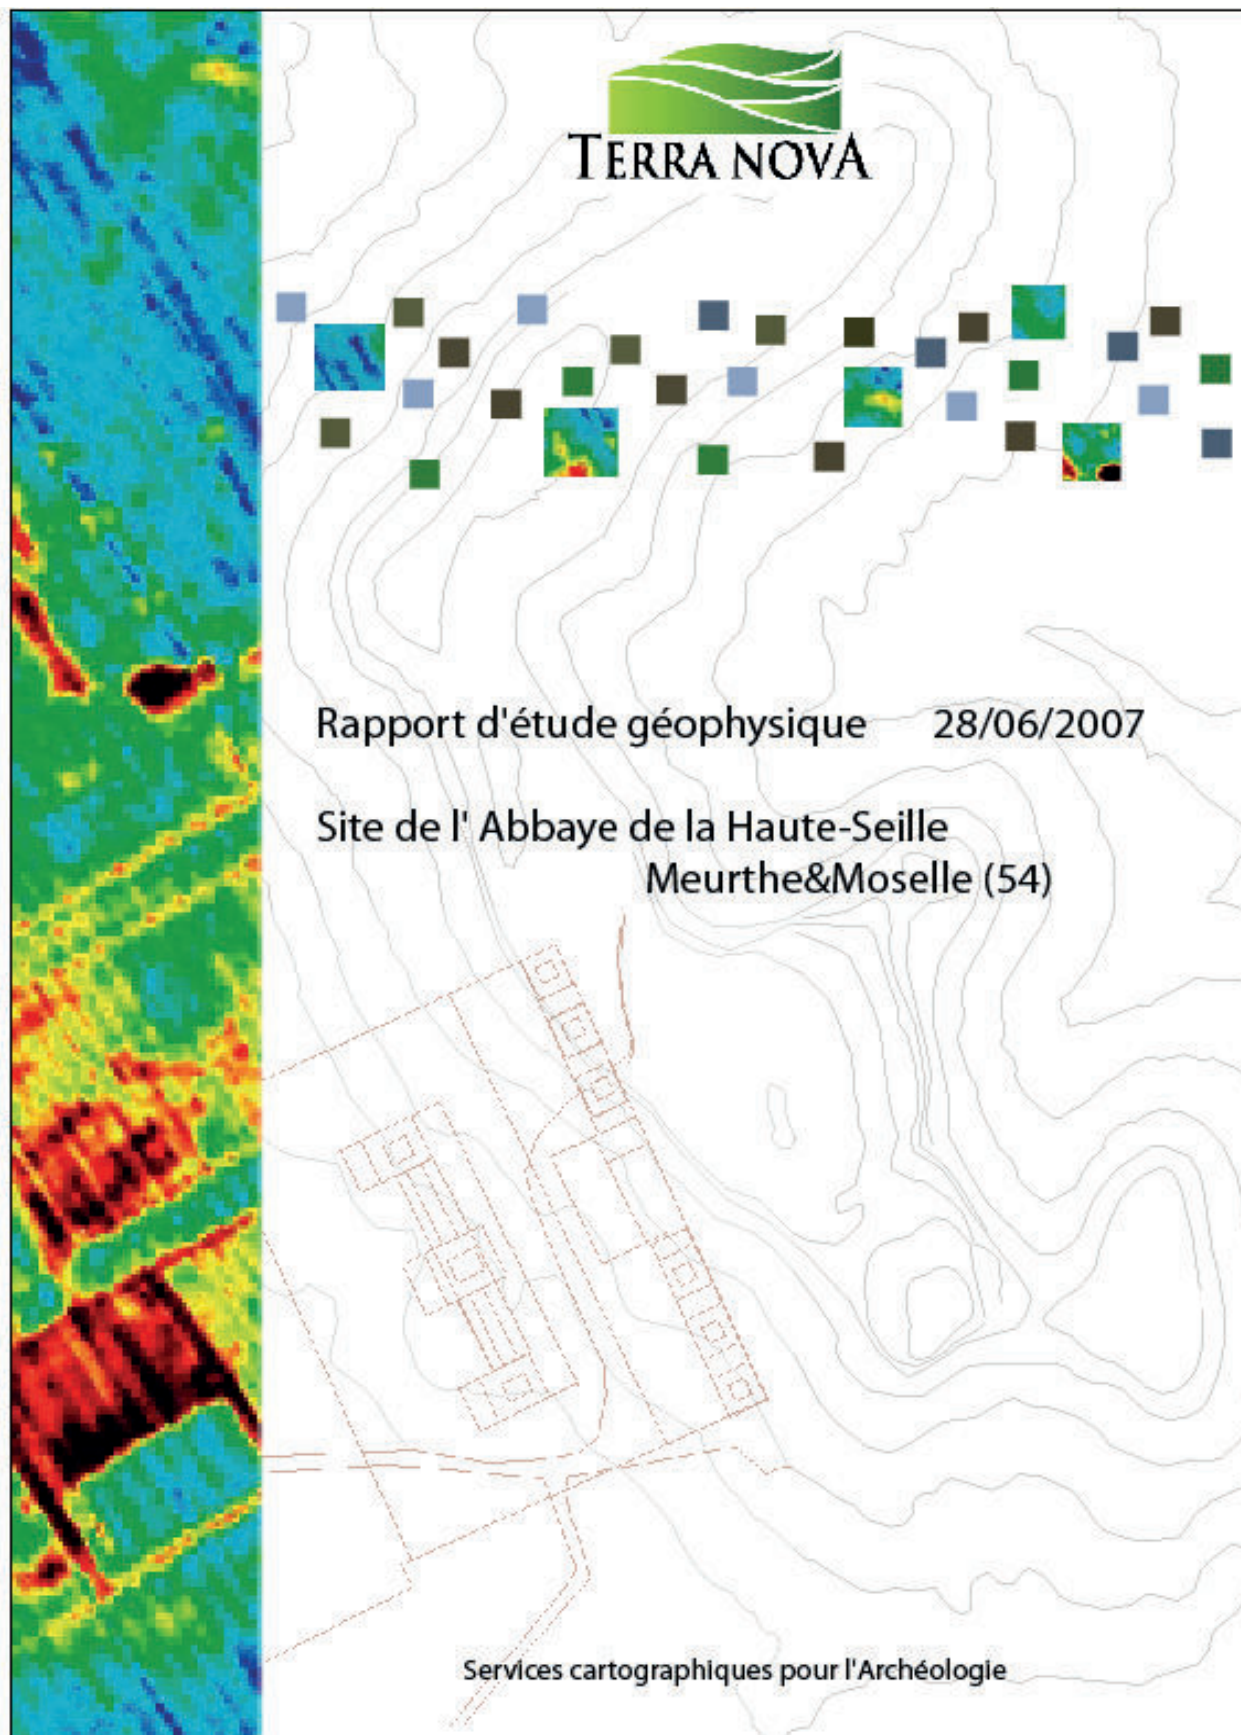 TERRA NOVA
Rapport d'étude géophysique 28/06/2007
Site de l' Abbaye de la Haute-Seille
Meurthe&Moselle (54)
Services cartographiques pour l'Archéologie